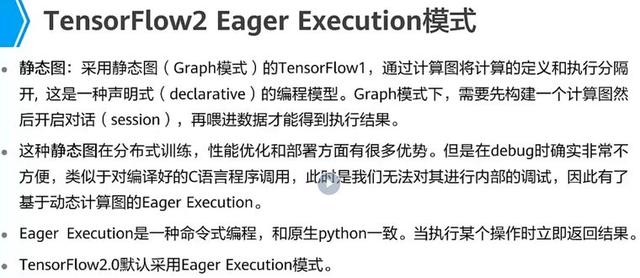 TensorFlow2 Eager Execution模式
• 静态图：采用静态图（Graph模式）的TensorFlow1，通过计算图将计算的定义和执行分隔
开, 这是一种声明式（declarative）的编程模型。Graph模式下，需要先构建一个计算图然
后开启对话（session），再喂进数据才能得到执行结果。
• 这种静态图在分布式训练，性能优化和部署方面有很多优势。但是在debug时确实非常不
方便，类似于对编译好的C语言程序调用，此时是我们无法对其进行内部的调试，因此有了
基于动态计算图的Eager Execution。
• Eager Execution是一种命令式编程，和原生python一致。当执行某个操作时立即返回结果。
• TensorFlow2.0默认采用Eager Execution模式。